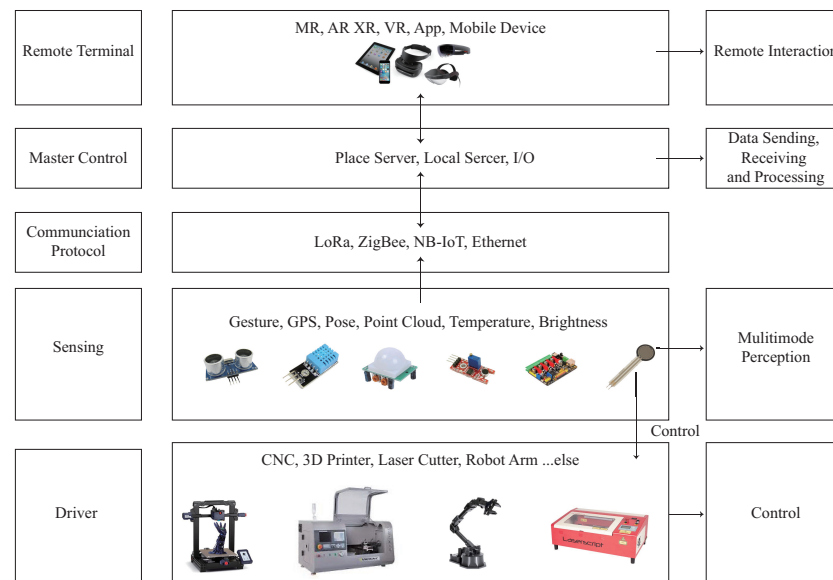 Remote Terminal
MR, AR XR, VR, App, Mobile Device
Remote Interaction
Master Control
Place Server, Local Sercer, I/O
Data Sending,
Receiving
and Processing
Communciation
Protocol
LoRa, ZigBee, NB-IoT, Ethernet
Sensing
Gesture, GPS, Pose, Point Cloud, Temperature, Brightness
Mulitimode
Perception
Control
Driver
CNC, 3D Printer, Laser Cutter, Robot Arm ...else
Control